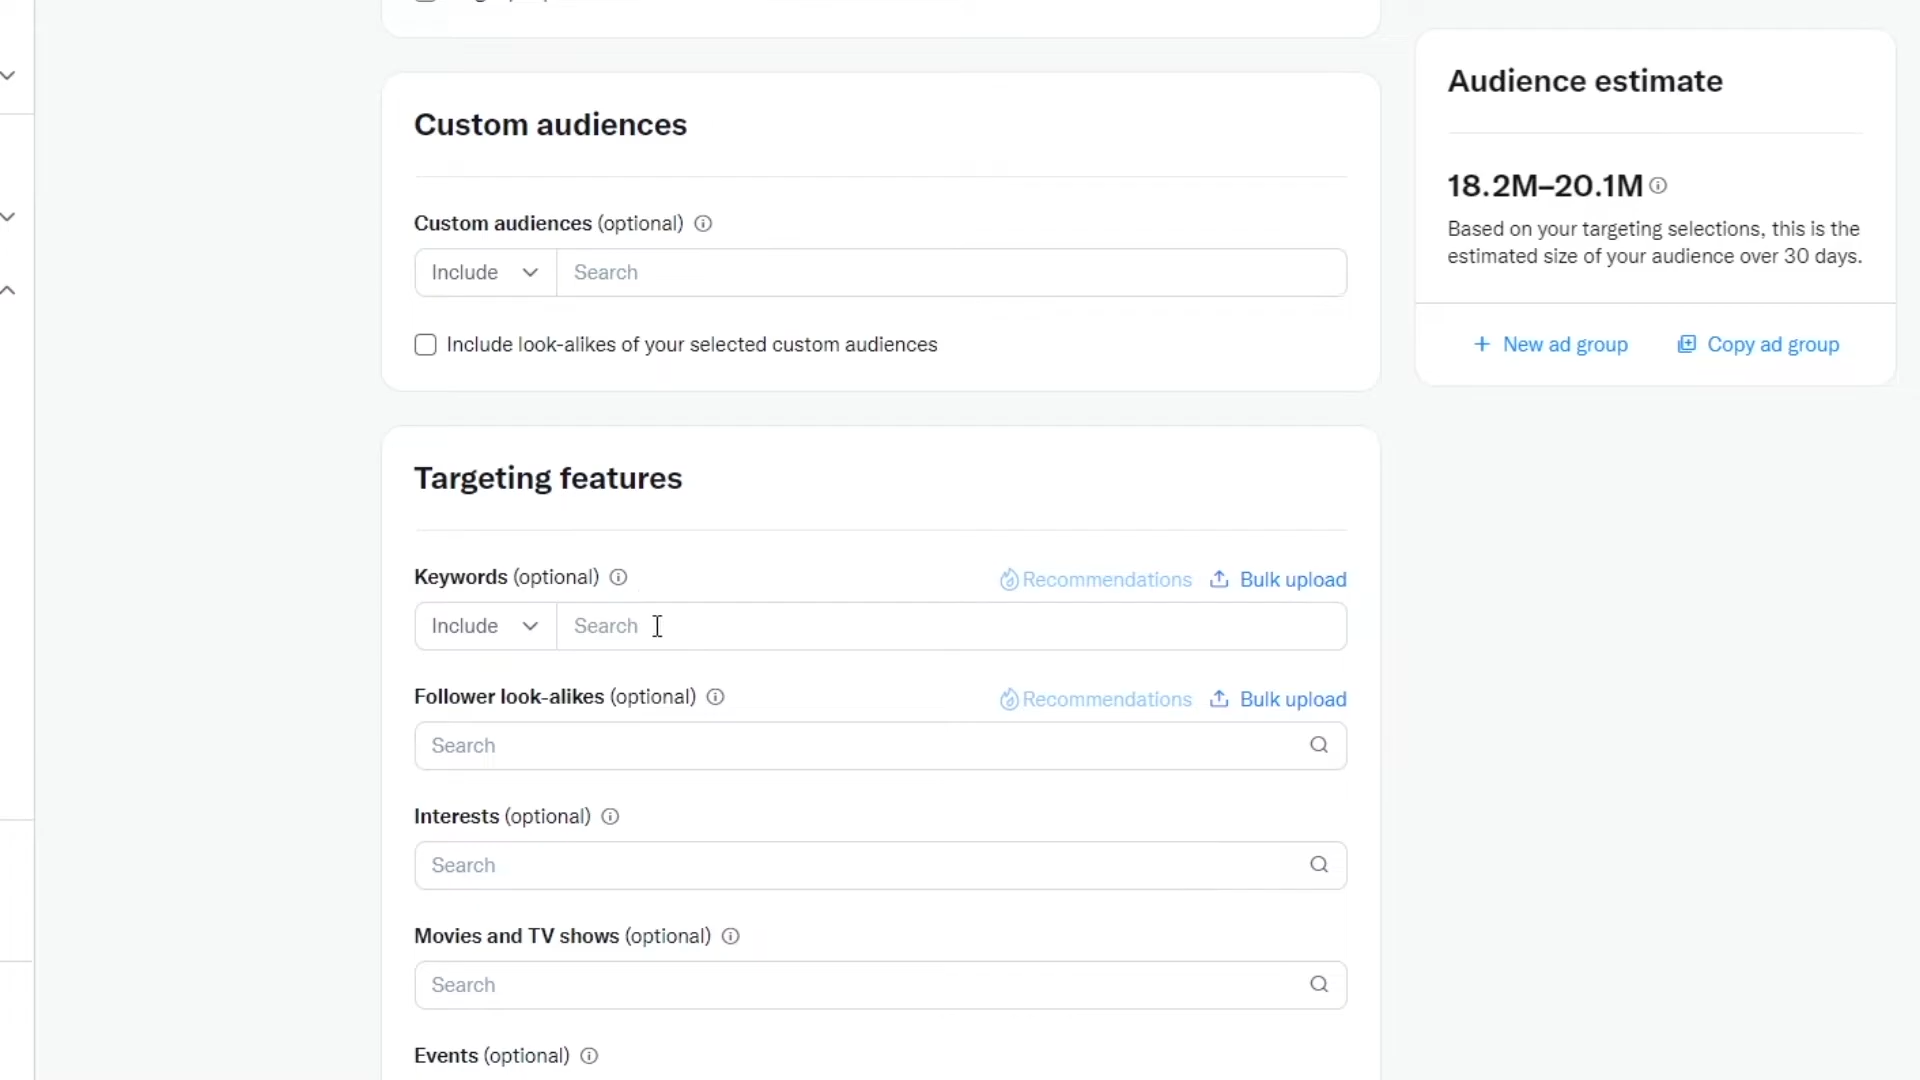 Custom audiences
Custom audiences (optional)
Include
Search
Include look-alikes of your selected custom audiences
Targeting features
Keywords (optional)
Recommendations
Bulk upload
Include
Search
Follower look-alikes (optional)
Recommendations
Bulk upload
Search
Interests (optional)
Search
Movies and TV shows (optional)
Search
Events (optional)
Audience estimate
18.2M–20.1M
Based on your targeting selections, this is the
estimated size of your audience over 30 days.
+ New ad group
Copy ad group